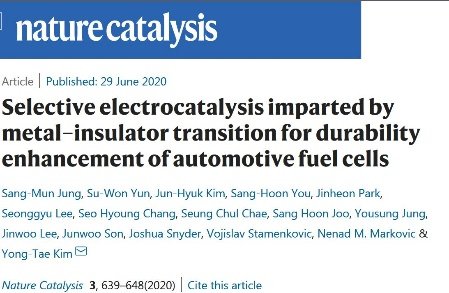 nature catalysis
Article | Published: 29 June 2020
Selective electrocatalysis imparted by
metal–insulator transition for durability
enhancement of automotive fuel cells
Sang-Mun Jung, Su-Won Yun, Jun-Hyuk Kim, Sang-Hoon You, Jinheon Park,
Seonggyu Lee, Seo Hyoung Chang, Seung Chul Chae, Sang Hoon Joo, Yousung Jung,
Jinwoo Lee, Junwoo Son, Joshua Snyder, Vojislav Stamenkovic, Nenad M. Markovic &
Yong-Tae Kim
Nature Catalysis 3, 639–648(2020) | Cite this article